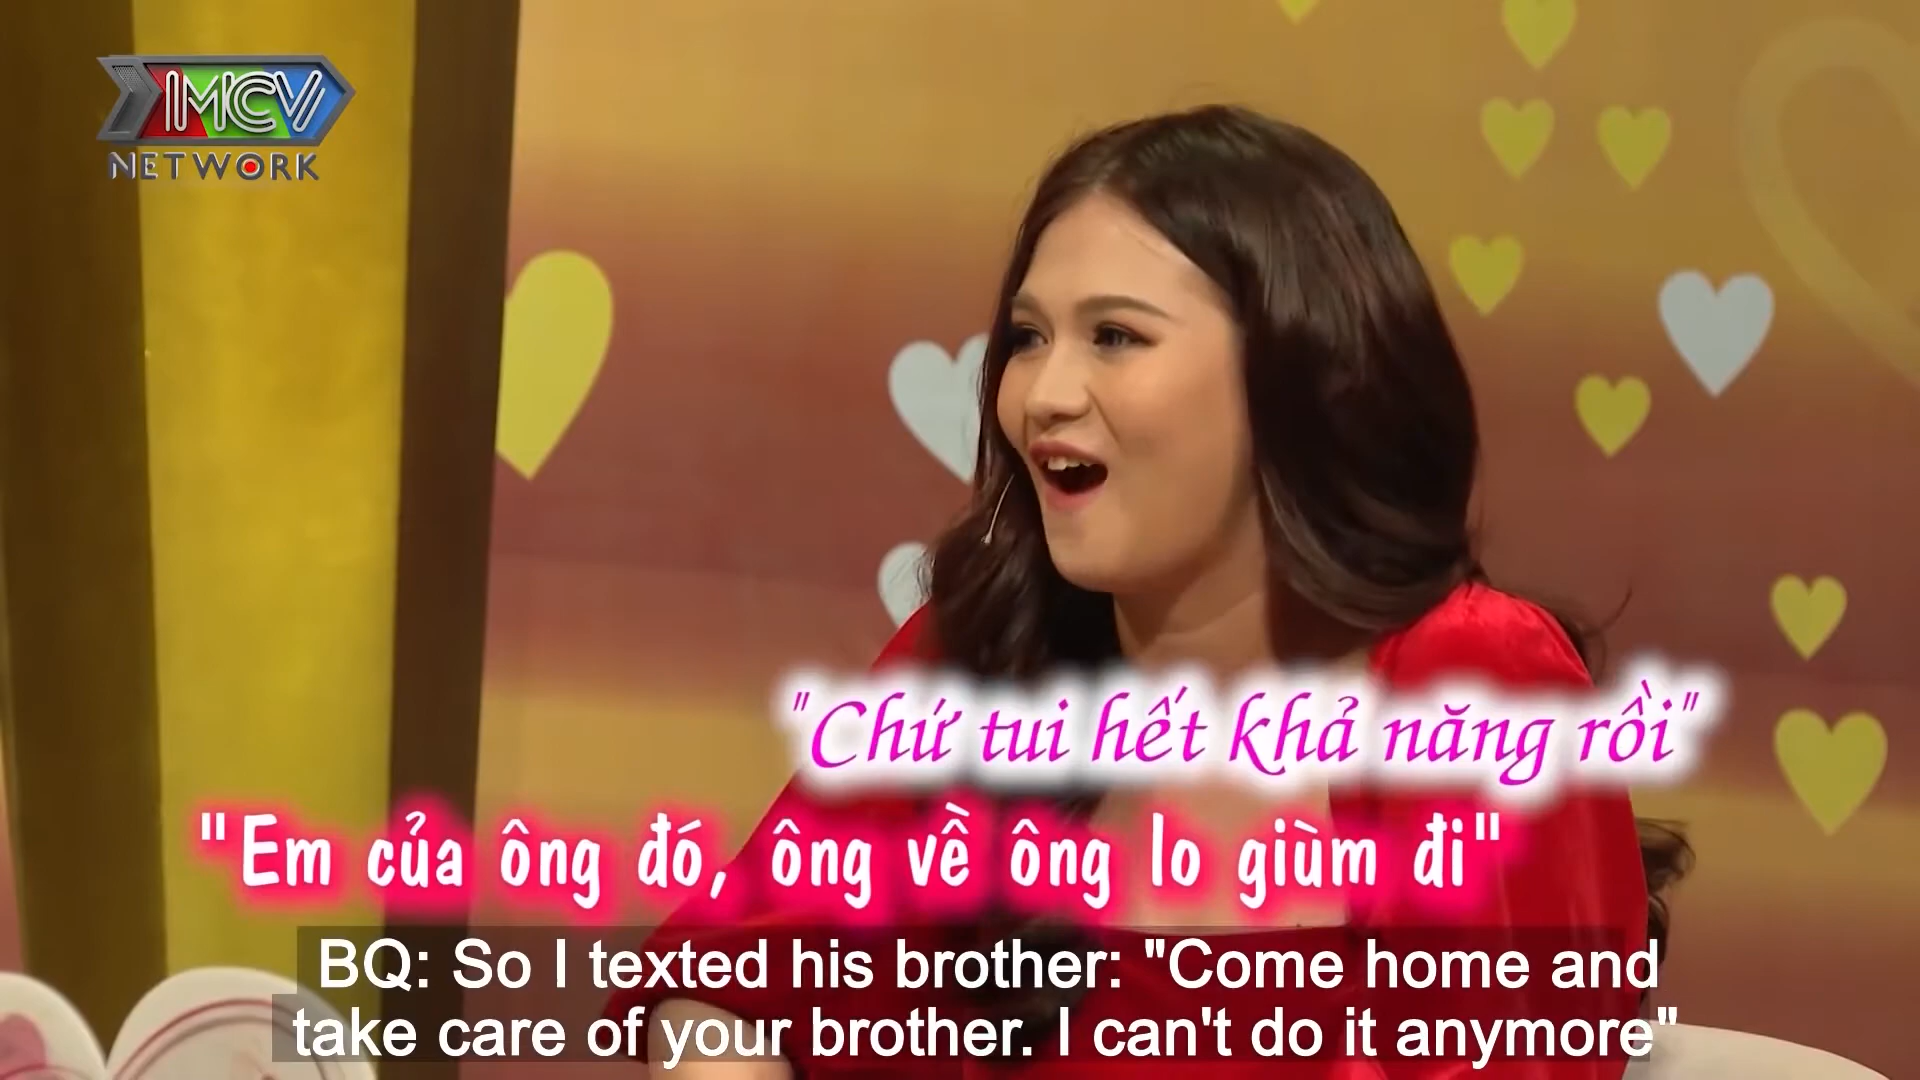 MCV
NETWORK
"Chứ tui hết khả năng rồi"
"Em của ông đó, ông về ông lo giùm đi"
BQ: So I texted his brother: "Come home and
take care of your brother. I can't do it anymore"